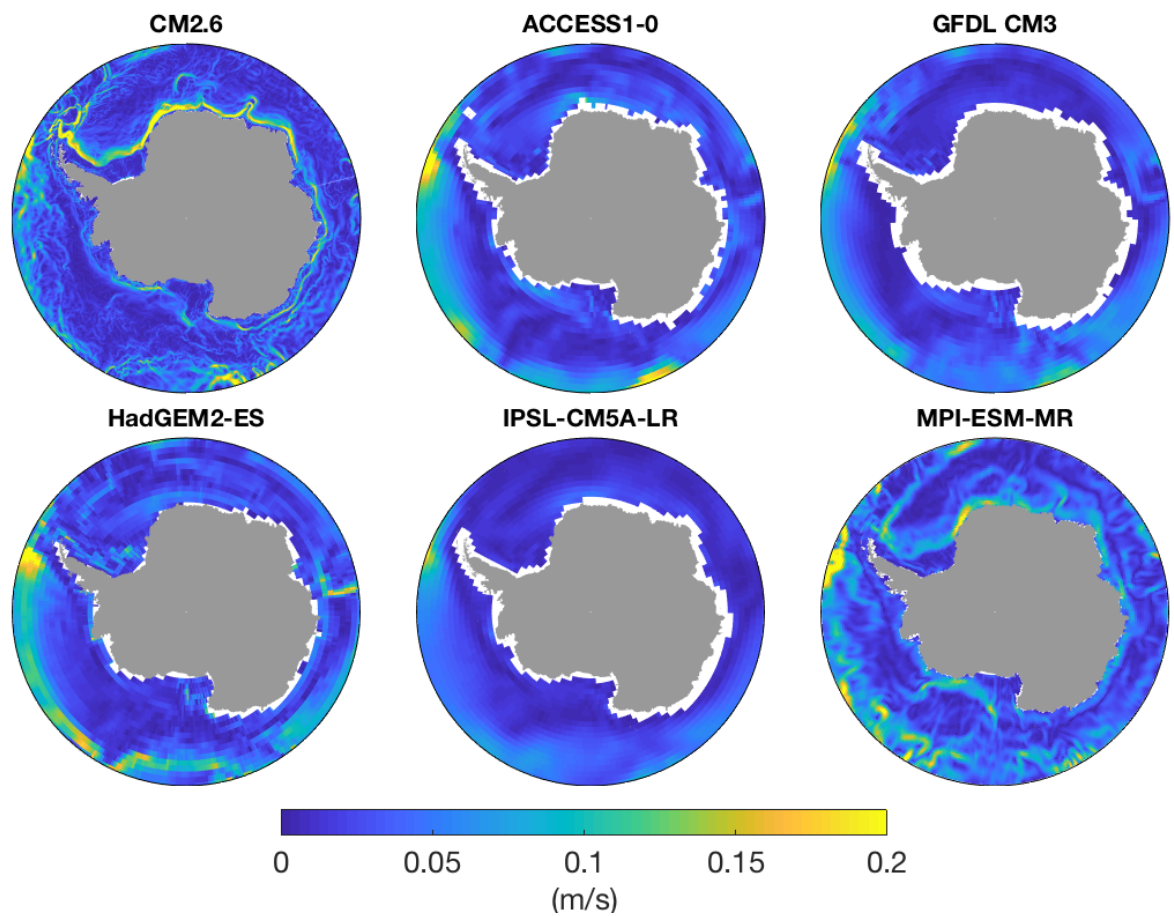 CM2.6
ACCESS1-0
GFDL CM3
HadGEM2-ES
IPSL-CM5A-LR
MPI-ESM-MR
0 0.05 0.1 0.15 0.2
(m/s)